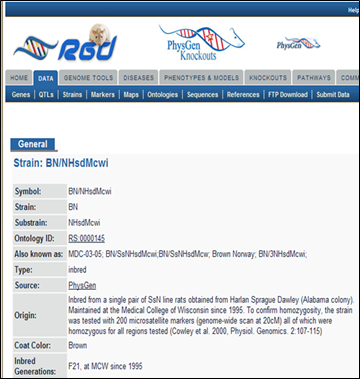 Help
RGD
PhysGen
Knockouts
PhysGen
HOME DATA GENOME TOOLS DISEASES PHENOTYPES & MODELS KNOCKOUTS PATHWAYS COMM
Genes | QTLs | Strains | Markers | Maps | Ontologies | Sequences | References | FTP Download | Submit Data
General
Strain: BN/NHsdMcwi
Symbol: BN/NHsdMcwi
Strain: BN
Substrain: NHsdMcwi
Ontology ID: RS:0000145
Also known as: MDC-03-05; BN/SsNHsdMcwi;BN/SsNHsdMcw; Brown Norway; BN/3NHsdMcwi;
Type: inbred
Source: PhysGen
Origin: Inbred from a single pair of SsN line rats obtained from Harlan Sprague Dawley (Alabama colony).
Maintained at the Medical College of Wisconsin since 1995. To confirm homozygosity, the strain
was tested with 200 microsatellite markers (genome-wide scan at 20cM) all of which were
homozygous for all regions tested (Cowley et al. 2000, Physiol. Genomics. 2:107-115)
Coat Color: Brown
Inbred
Generations: F21, at MCW since 1995